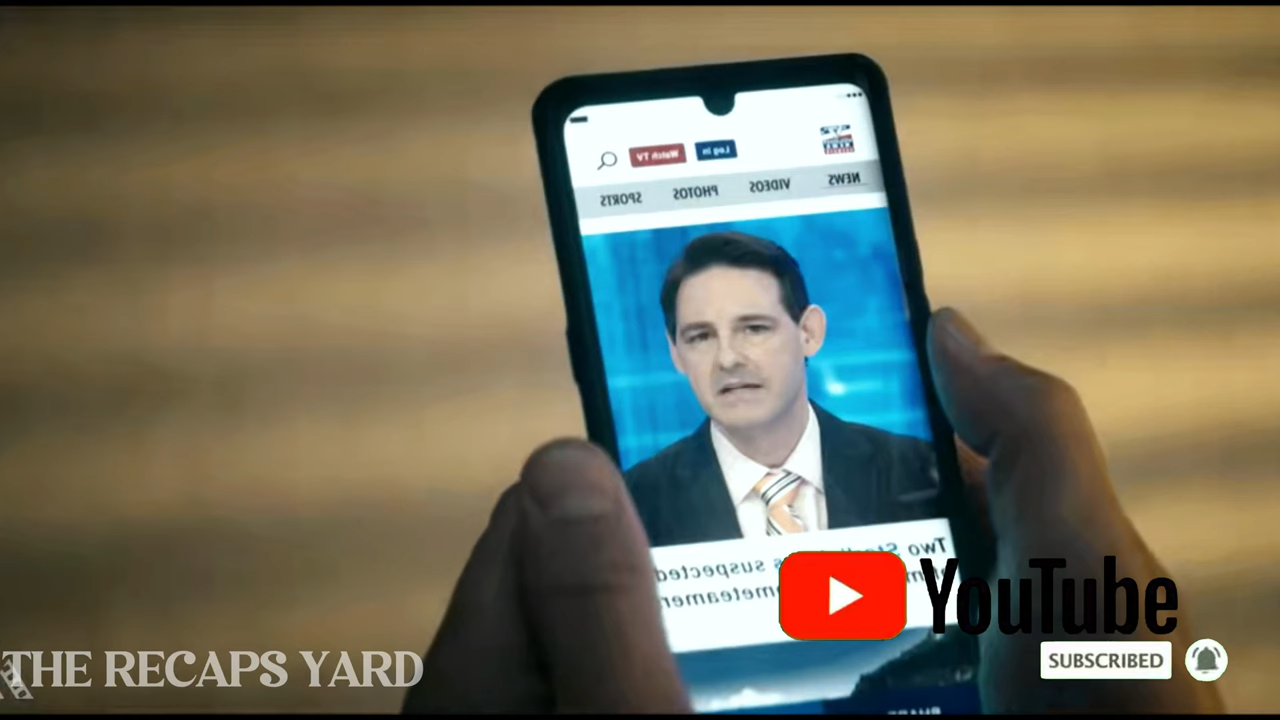 Watch TV
Log In
SPORTS
PHOTOS
VIDEOS
NEWS
Two
suspected
YouTube
SUBSCRIBED
THE RECAPS YARD